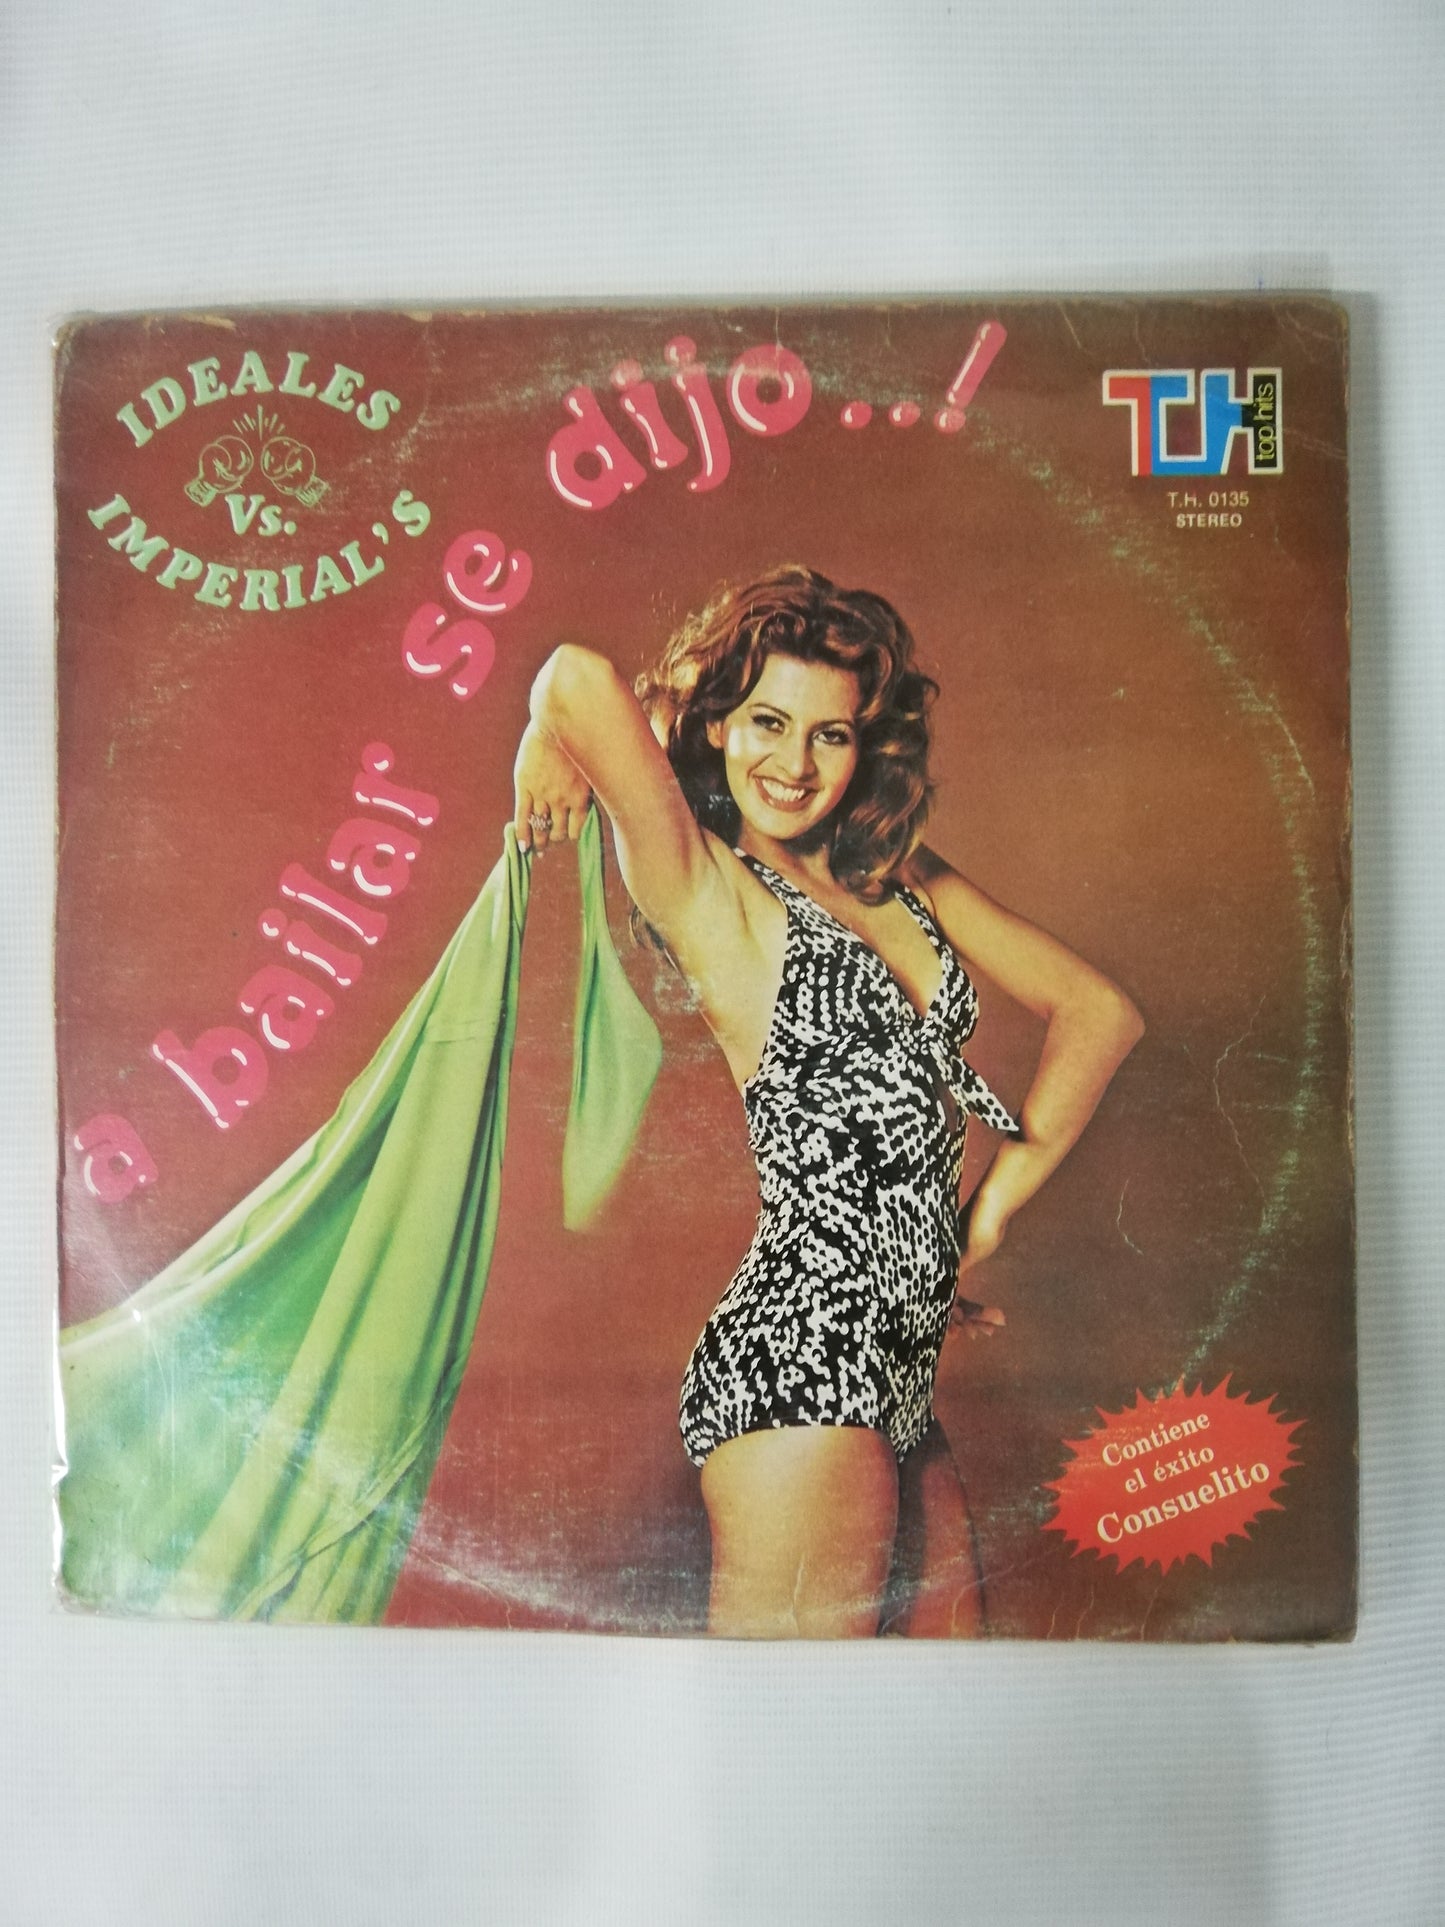 IDEALES
Vs.
IMPERIAL'S
a bailar se dijo..!
TH
top hits
T.H. 0135
STEREO
Contiene
el éxito
Consuelito